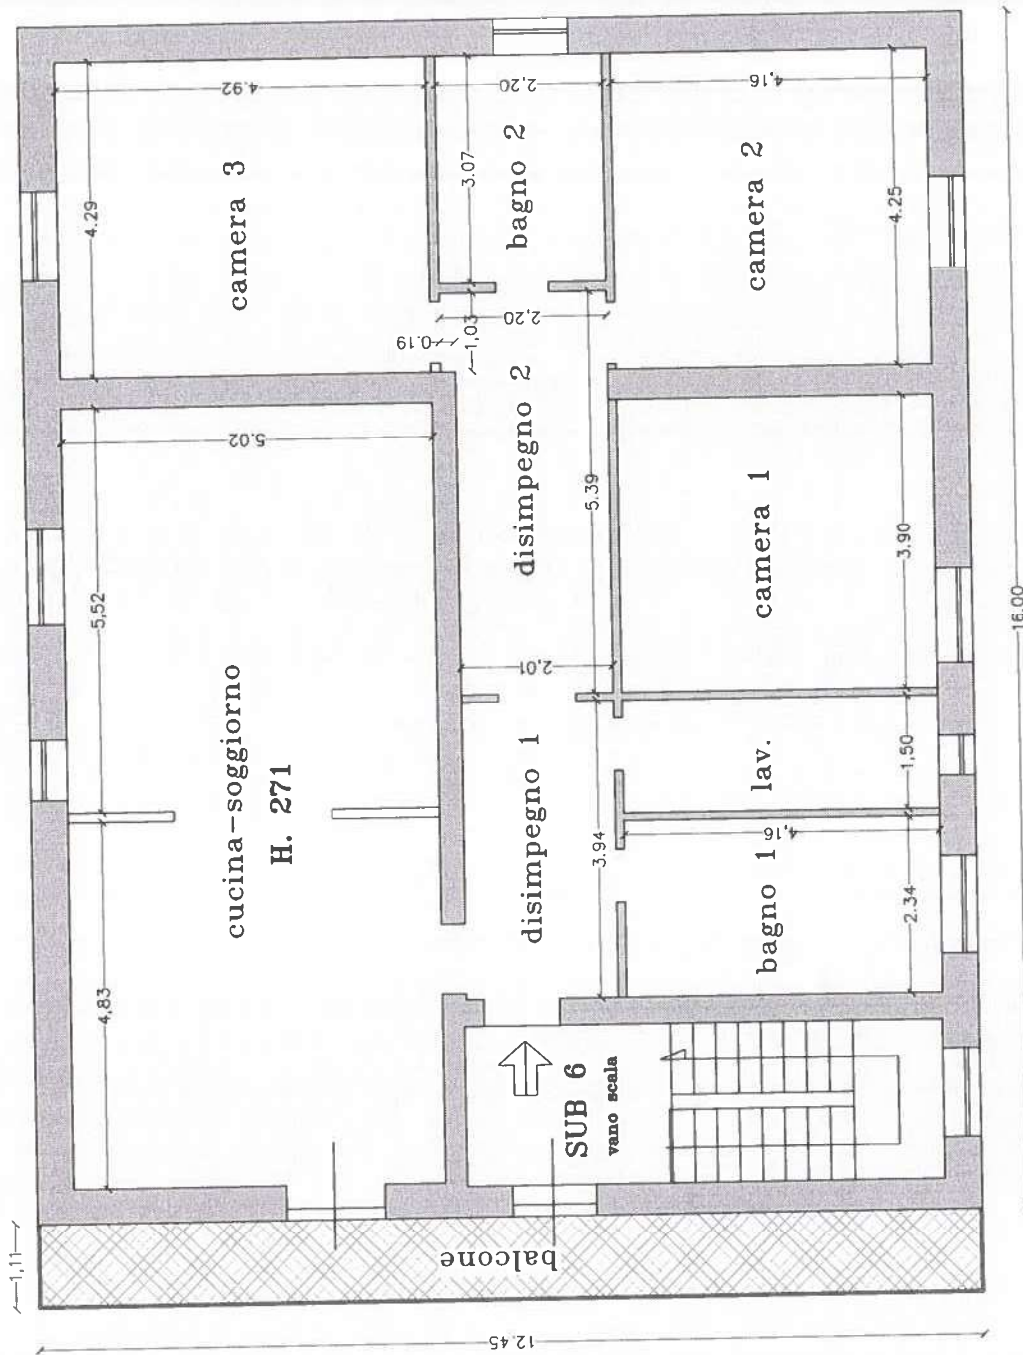 16.00
4.29
4.92
camera 3
3.07
2,20
bagno 2
4,16
camera 2
4.25
0.19
1,03
2,20
disimpegno 2
5,52
5.02
cucina-soggiorno
H. 271
5.39
camera 1
3.90
2,01
disimpegno 1
3.94
lav.
1,50
4,16
bagno 1
2.34
4,83
SUB 6
vano scala
balcone
1,11
12.45